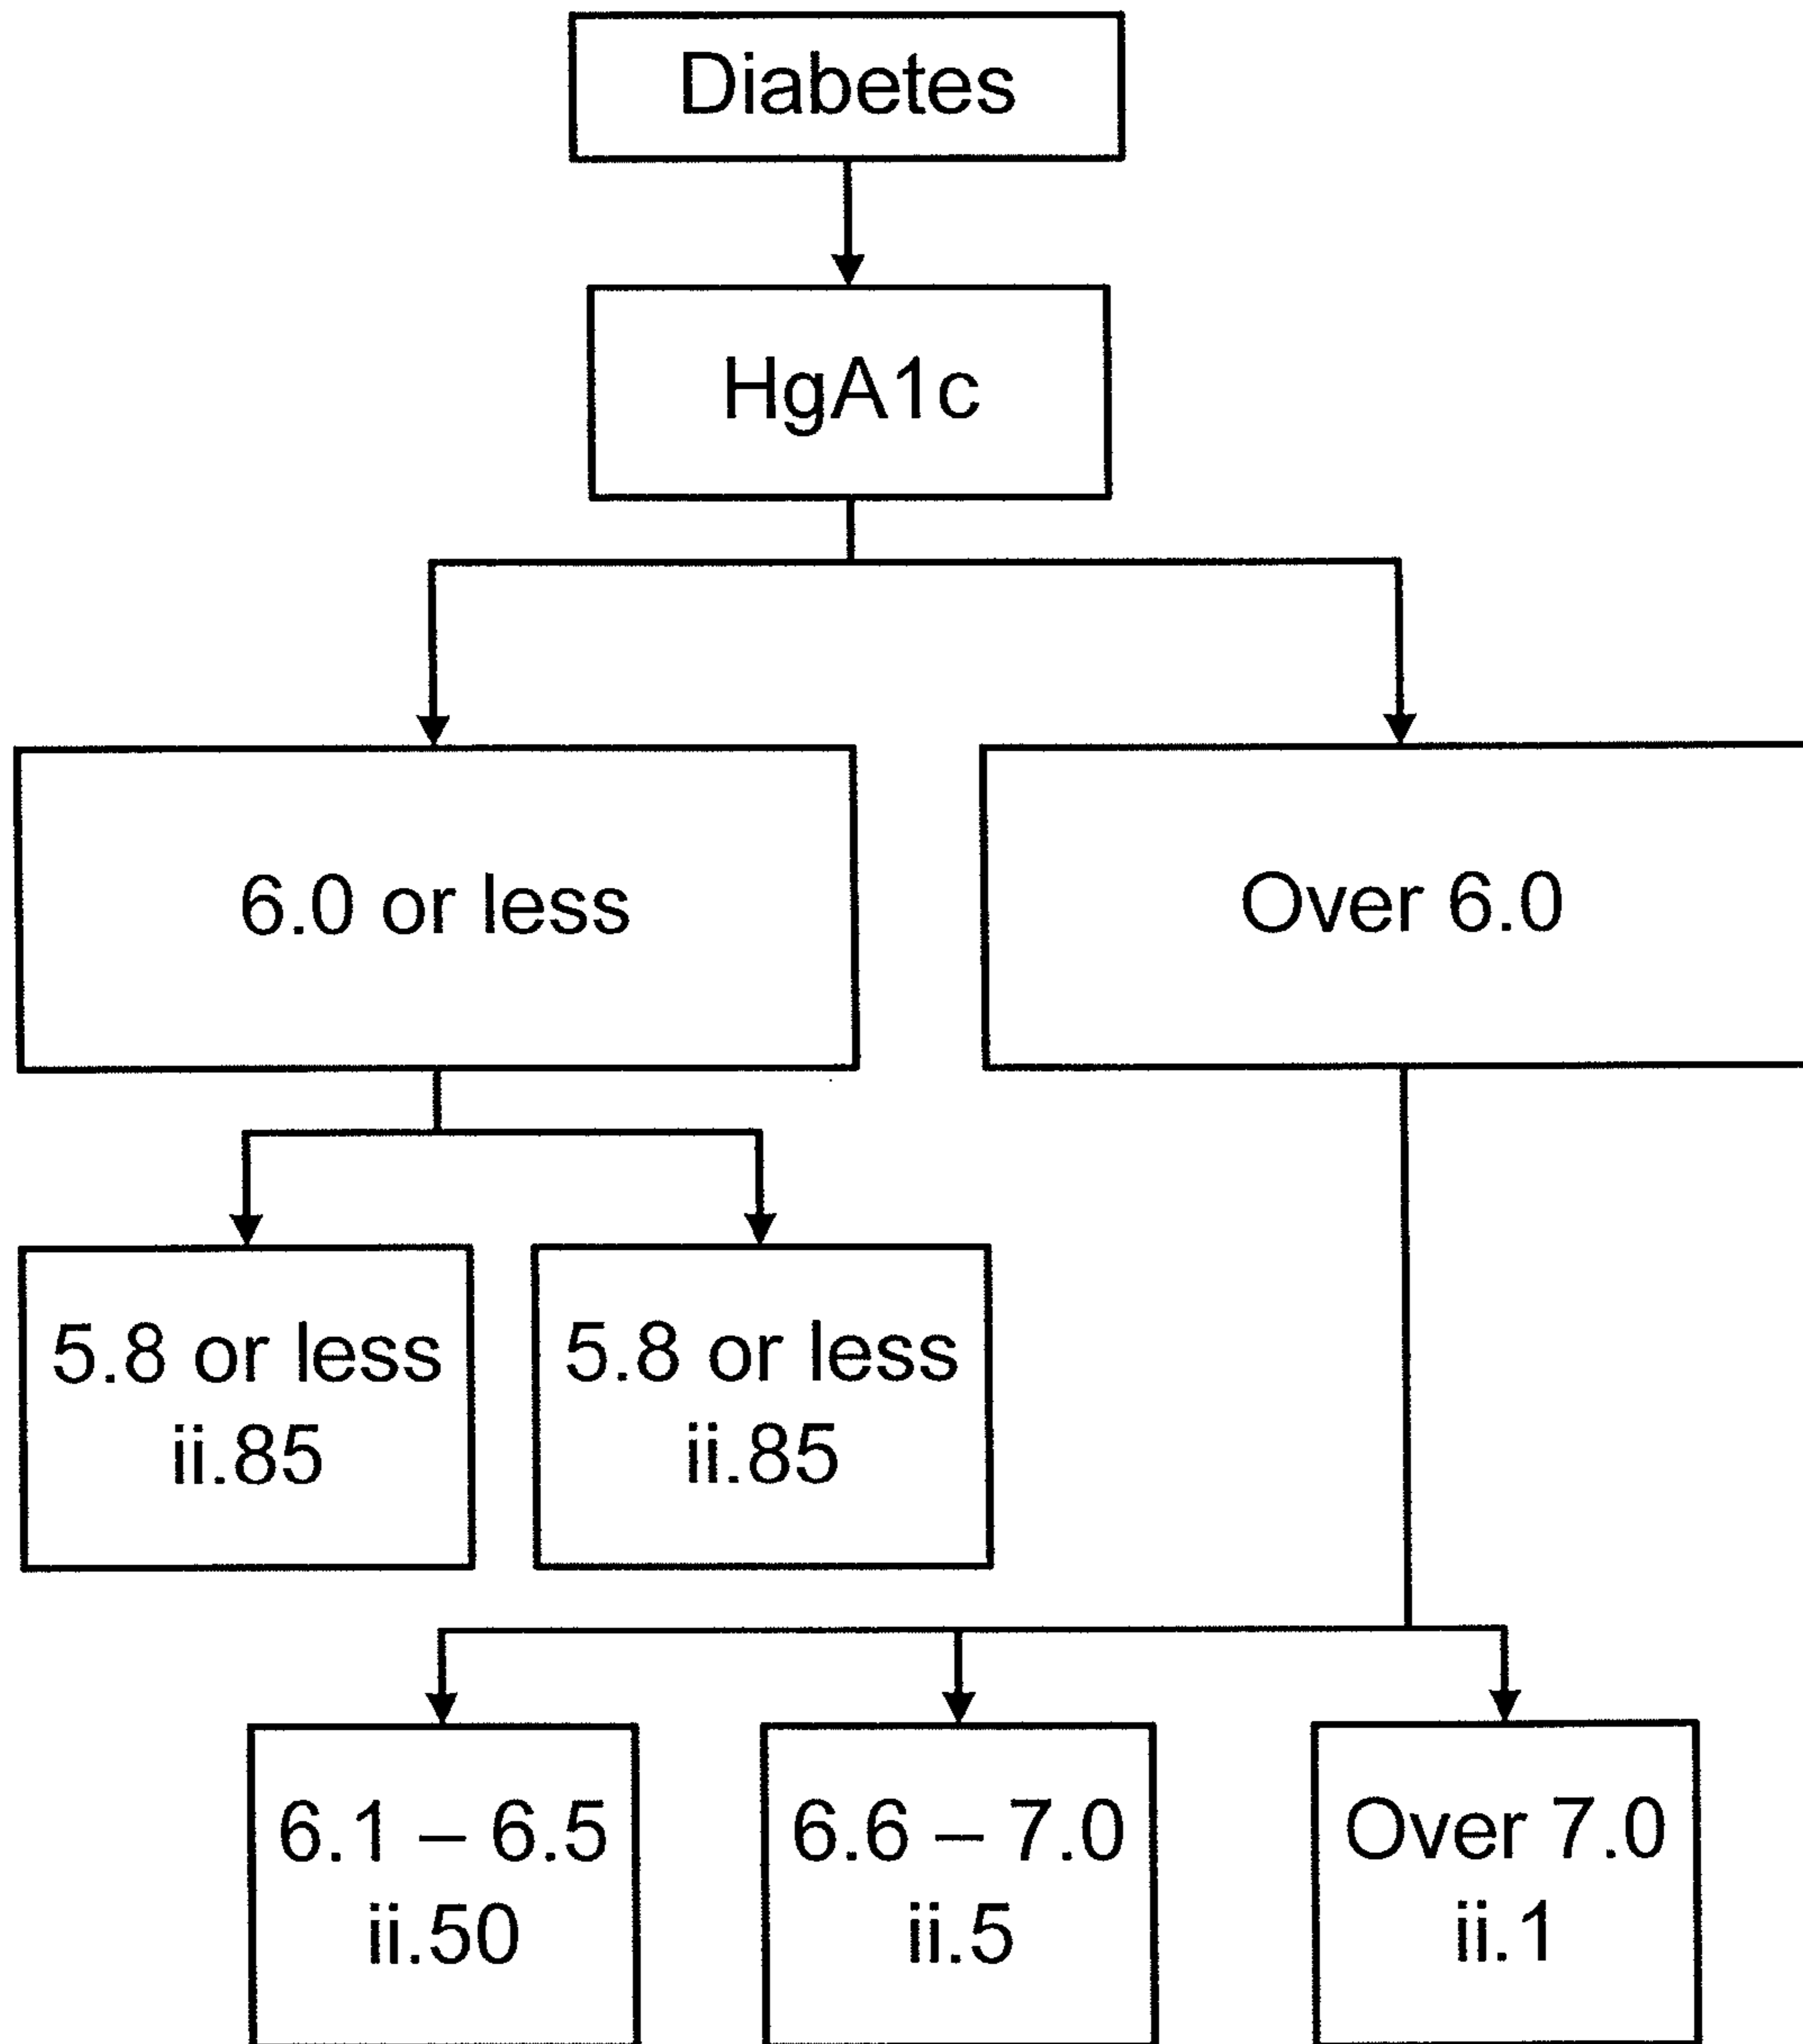 Diabetes
HgA1c
6.0 or less
Over 6.0
5.8 or less
ii.85
5.8 or less
ii.85
6.1 – 6.5
ii.50
6.6 – 7.0
ii.5
Over 7.0
ii.1